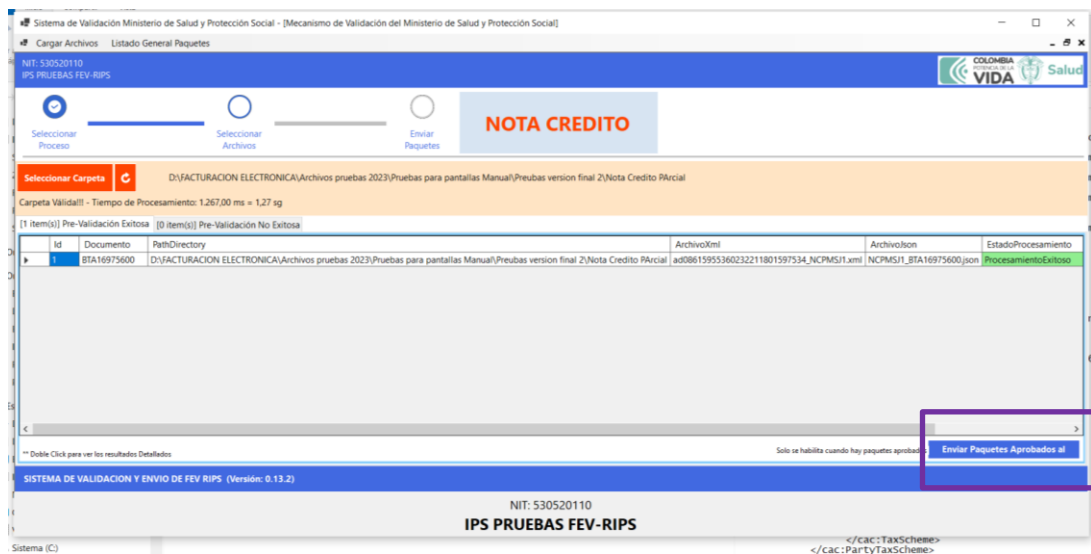 Sistema de Validación Ministerio de Salud y Protección Social - [Mecanismo de Validación del Ministerio de Salud y Protección Social]
Cargar Archivos Listado General Paquetes
NIT: 530520110
IPS PRUEBAS FEV-RIPS
COLOMBIA
POTENCIA DE LA
VIDA
Salud
Seleccionar
Proceso
Seleccionar
Archivos
Enviar
Paquetes
NOTA CREDITO
Seleccionar Carpeta
D:\FACTURACION ELECTRONICA\Archivos pruebas 2023\Pruebas para pantallas Manual\Preubas version final 2\Nota Credito PArcial
Carpeta Válida!!! - Tiempo de Procesamiento: 1.267,00 ms = 1,27 sg
[1 item(s)] Pre-Validación Exitosa [0 item(s)] Pre-Validación No Exitosa
Id Documento PathDirectory ArchivoXml ArchivoJson EstadoProcesamiento
1 BTA16975600 D:\FACTURACION ELECTRONICA\Archivos pruebas 2023\Pruebas para pantallas Manual\Preubas version final 2\Nota Credito PArcial ad08615955360232211801597534_NCPMSJ1.xml NCPMSJ1_BTA16975600.json ProcesamientoExitoso
** Doble Click para ver los resultados Detallados
Solo se habilita cuando hay paquetes aprobados
Enviar Paquetes Aprobados al
SISTEMA DE VALIDACION Y ENVIO DE FEV RIPS (Versión: 0.13.2)
NIT: 530520110
IPS PRUEBAS FEV-RIPS
Sistema (C:)
</cac:TaxScheme>
</cac:PartyTaxScheme>